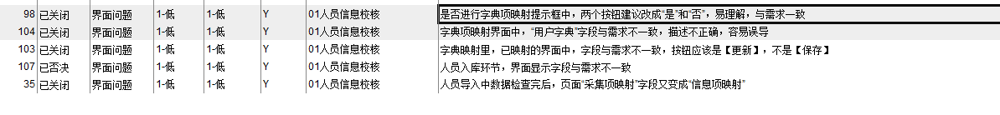 98 已关闭 界面问题 1-低 1-低 Y 01人员信息校核 是否进行字典项映射提示框中，两个按钮建议改成“是”和“否”，易理解，与需求一致
104 已关闭 界面问题 1-低 1-低 Y 01人员信息校核 字典项映射界面中，“用户字典”字段与需求不一致，描述不正确，容易误导
103 已关闭 界面问题 1-低 1-低 Y 01人员信息校核 字典映射里，已映射的界面中，字段与需求不一致，按钮应该是【更新】，不是【保存】
107 已否决 界面问题 1-低 1-低 Y 01人员信息校核 人员入库环节，界面显示字段与需求不一致
35 已关闭 界面问题 1-低 1-低 Y 01人员信息校核 人员导入中数据检查完后，页面“采集项映射”字段又变成“信息项映射”